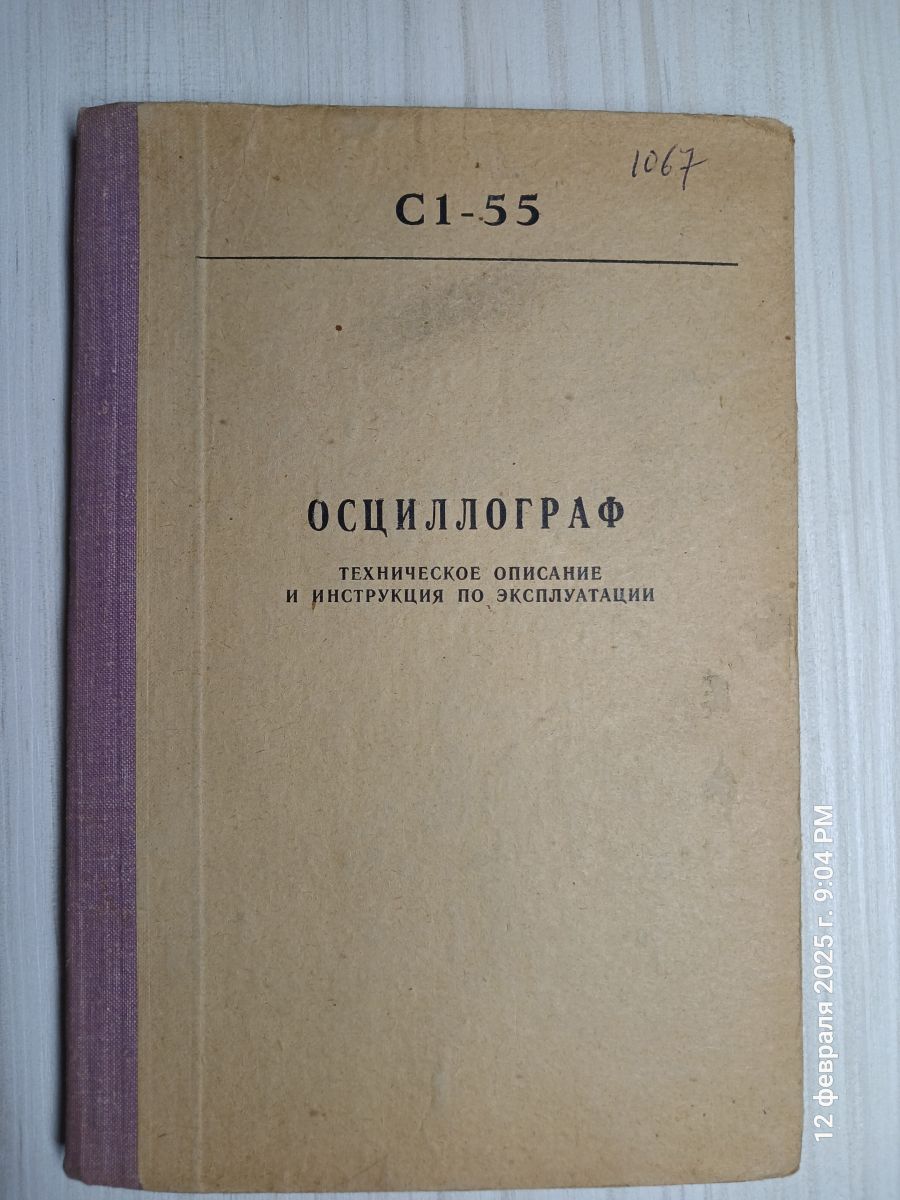 1067
С1-55
ОСЦИЛЛОГРАФ
ТЕХНИЧЕСКОЕ ОПИСАНИЕ
И ИНСТРУКЦИЯ ПО ЭКСПЛУАТАЦИИ
12 февраля 2025 г. 9:04 PM